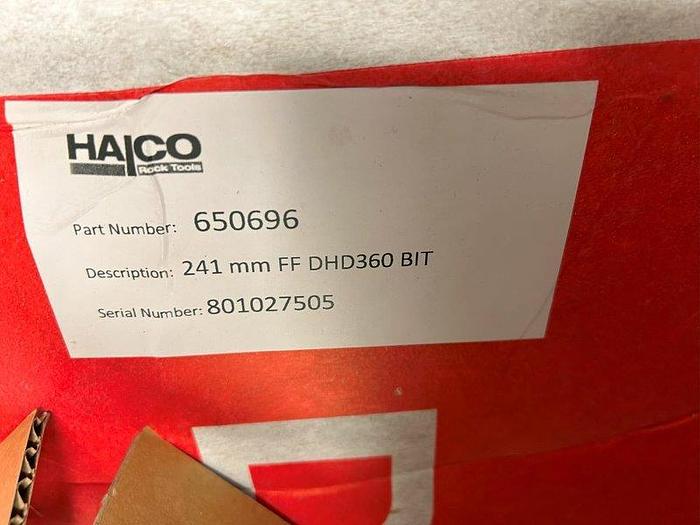 HALCO
Rock Tools
Part Number: 650696
Description: 241 mm FF DHD360 BIT
Serial Number: 801027505